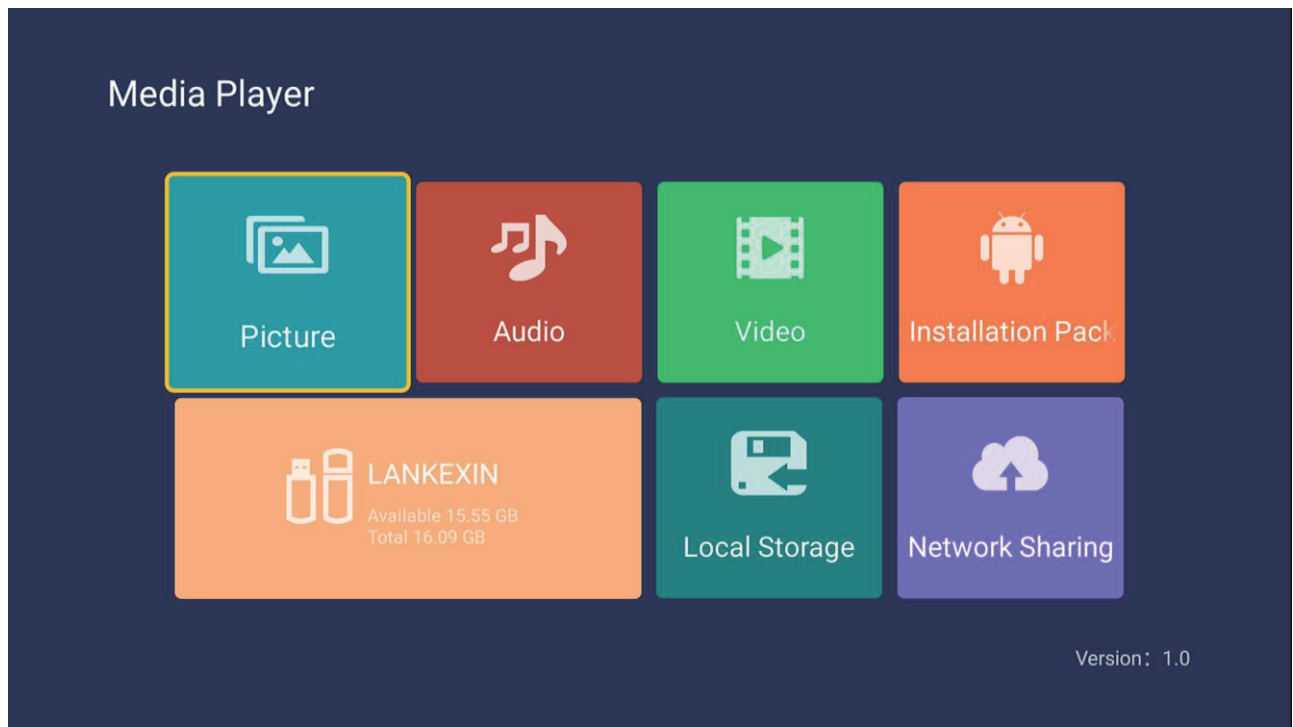 Media Player
Picture
Audio
Video
Installation Pack
LANKEXIN
Available 15.55 GB
Total 16.09 GB
Local Storage
Network Sharing
Version: 1.0